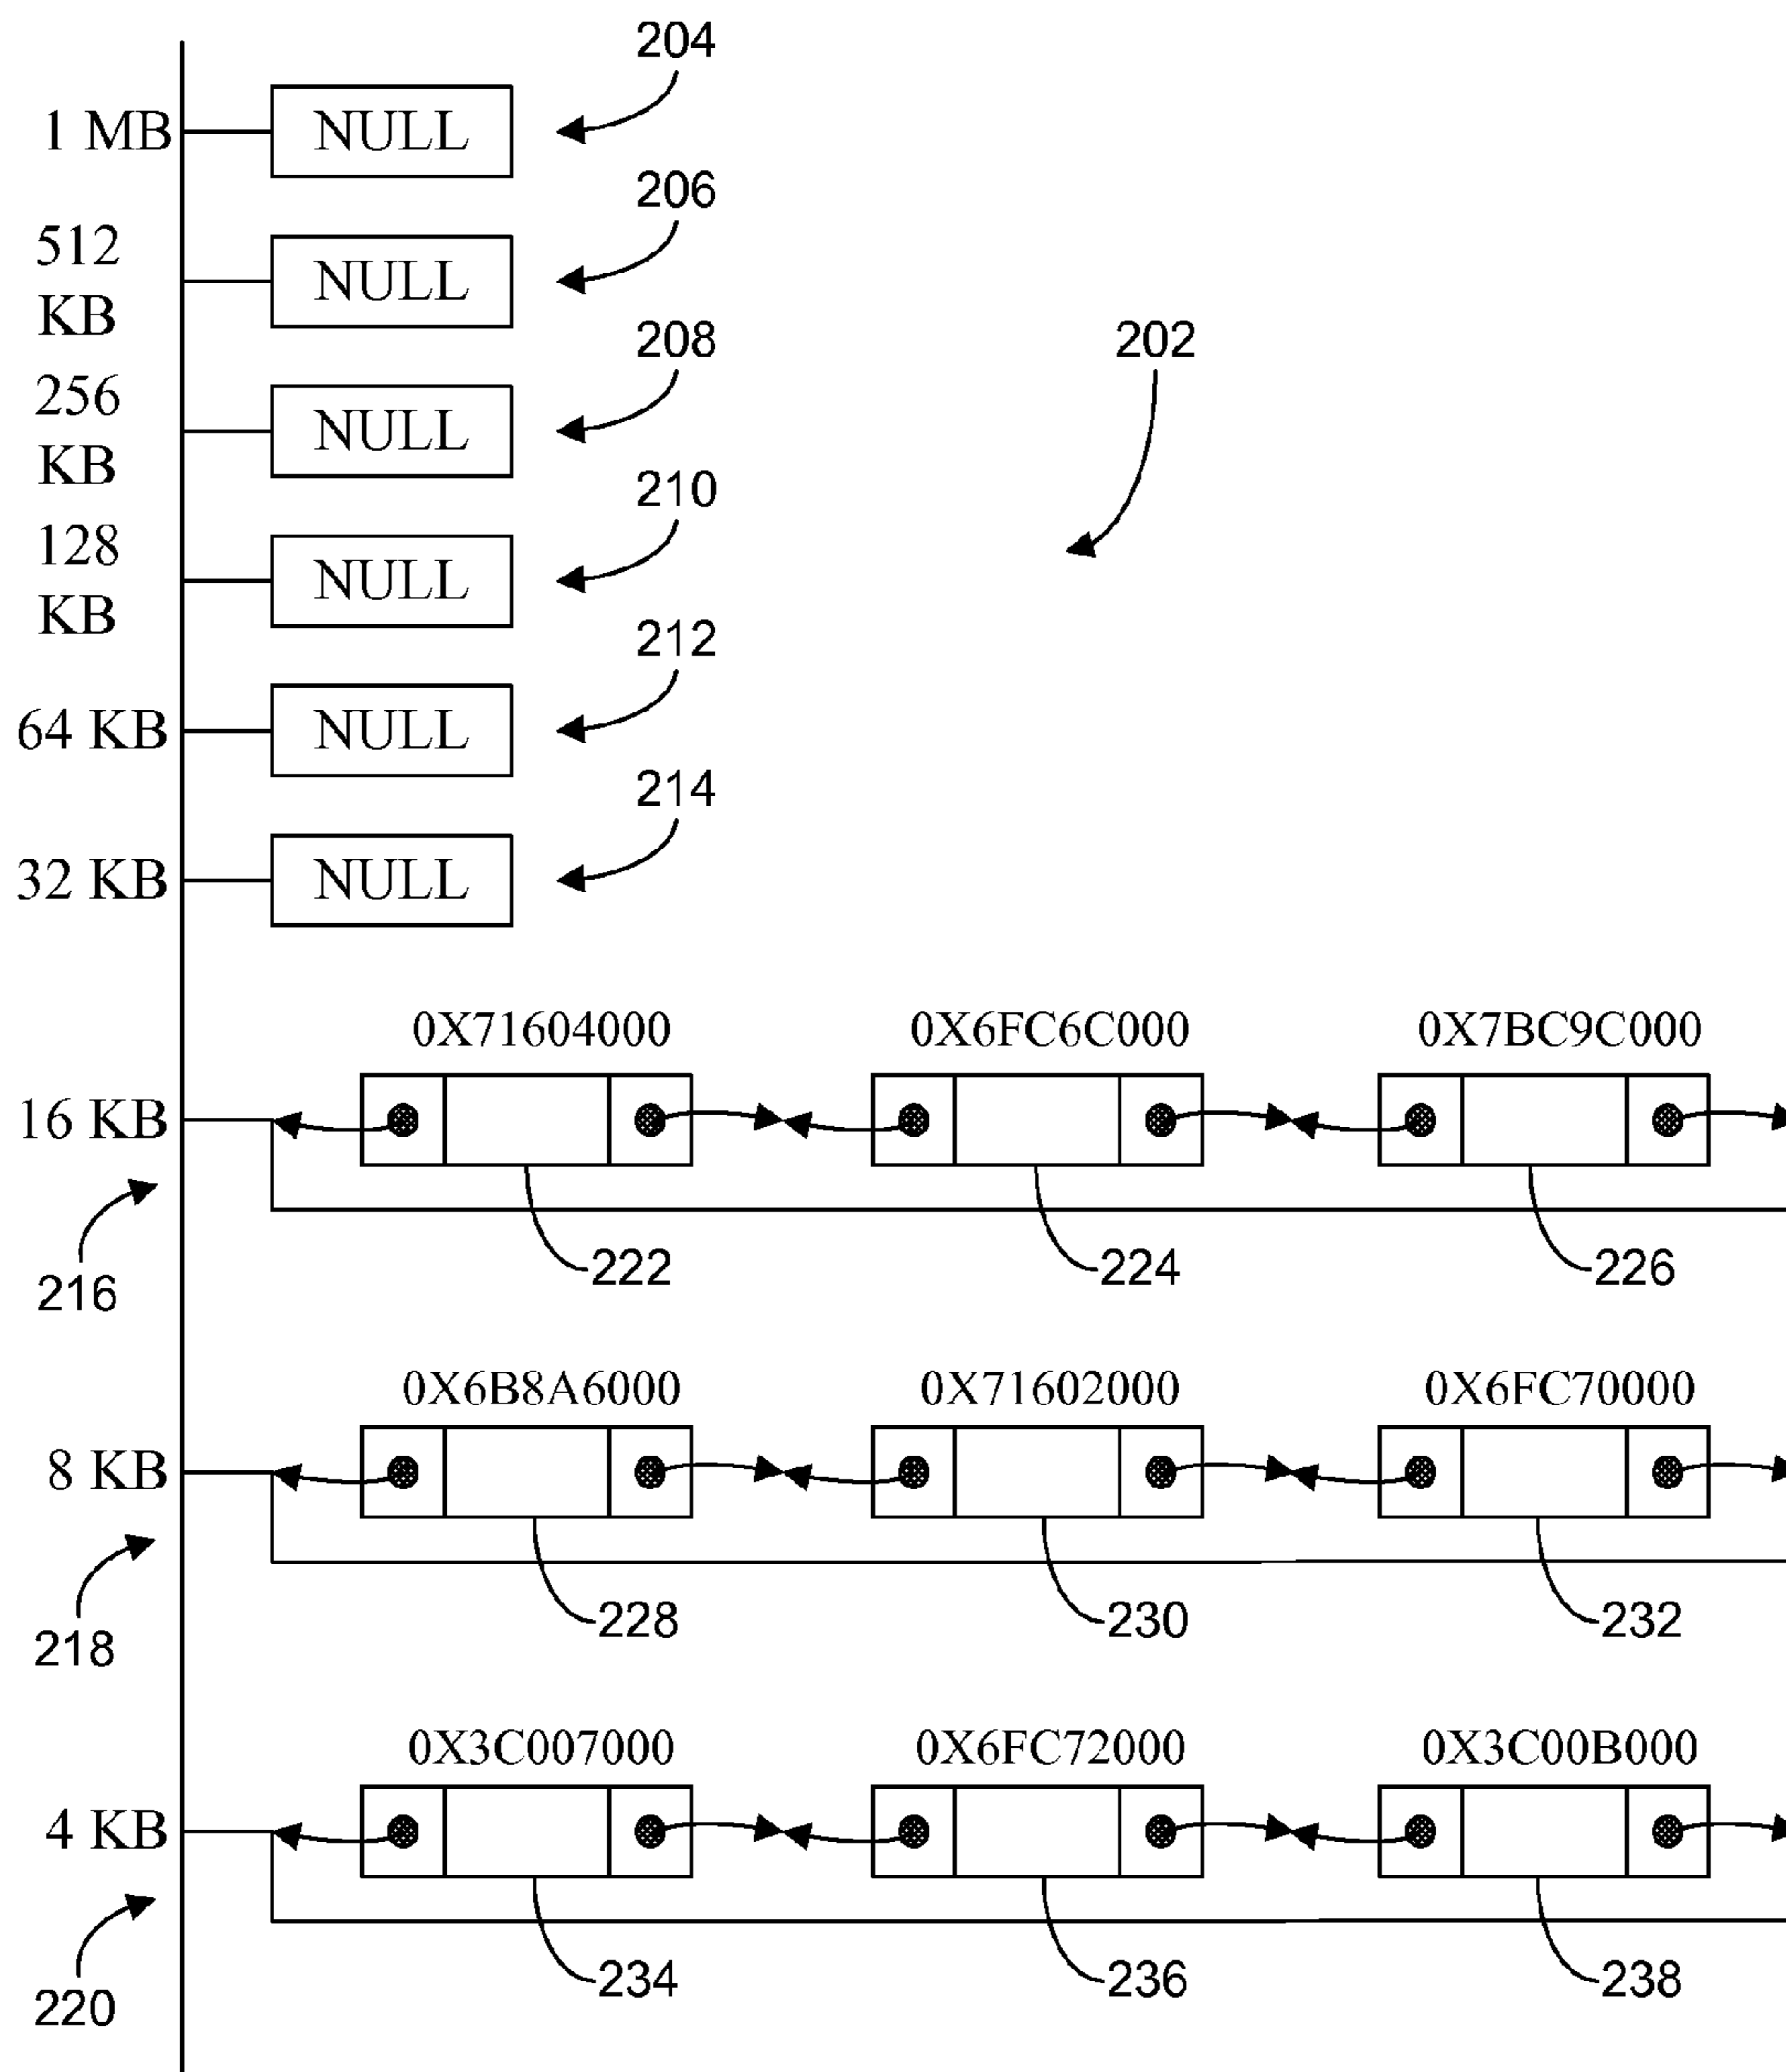 204
1 MB
NULL
206
512
KB
NULL
208
202
256
KB
NULL
210
128
KB
NULL
212
64 KB
NULL
214
32 KB
NULL
0X71604000
0X6FC6C000
0X7BC9C000
16 KB
216
222
224
226
0X6B8A6000
0X71602000
0X6FC70000
8 KB
218
228
230
232
0X3C007000
0X6FC72000
0X3C00B000
4 KB
220
234
236
238